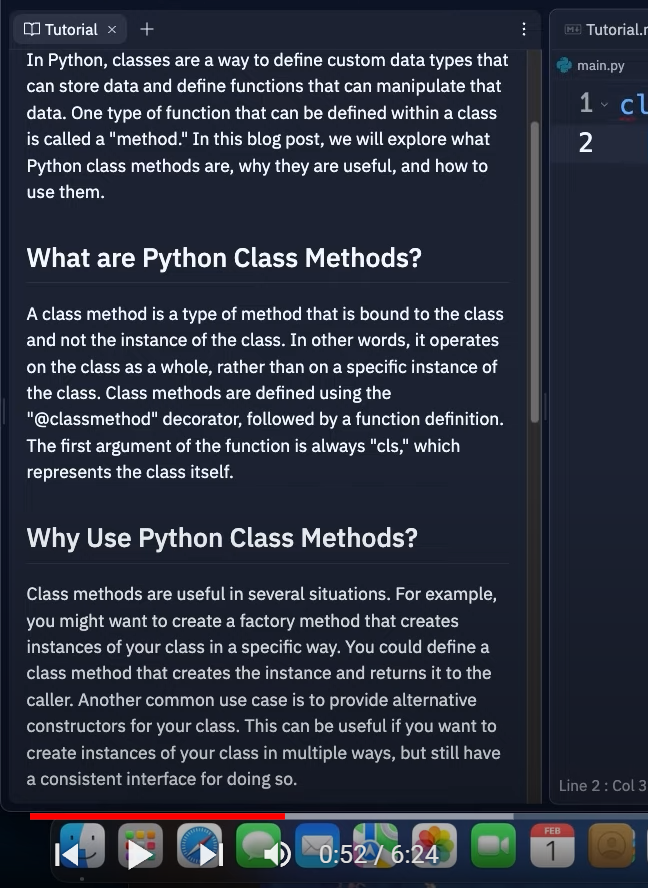 Tutorial
In Python, classes are a way to define custom data types that
can store data and define functions that can manipulate that
data. One type of function that can be defined within a class
is called a "method." In this blog post, we will explore what
Python class methods are, why they are useful, and how to
use them.
What are Python Class Methods?
A class method is a type of method that is bound to the class
and not the instance of the class. In other words, it operates
on the class as a whole, rather than on a specific instance of
the class. Class methods are defined using the
"@classmethod" decorator, followed by a function definition.
The first argument of the function is always "cls," which
represents the class itself.
Why Use Python Class Methods?
Class methods are useful in several situations. For example,
you might want to create a factory method that creates
instances of your class in a specific way. You could define a
class method that creates the instance and returns it to the
caller. Another common use case is to provide alternative
constructors for your class. This can be useful if you want to
create instances of your class in multiple ways, but still have
a consistent interface for doing so.
Tutorial.
main.py
1 cl
2
Line 2 : Col 3
FEB
1
0:52 / 6:24